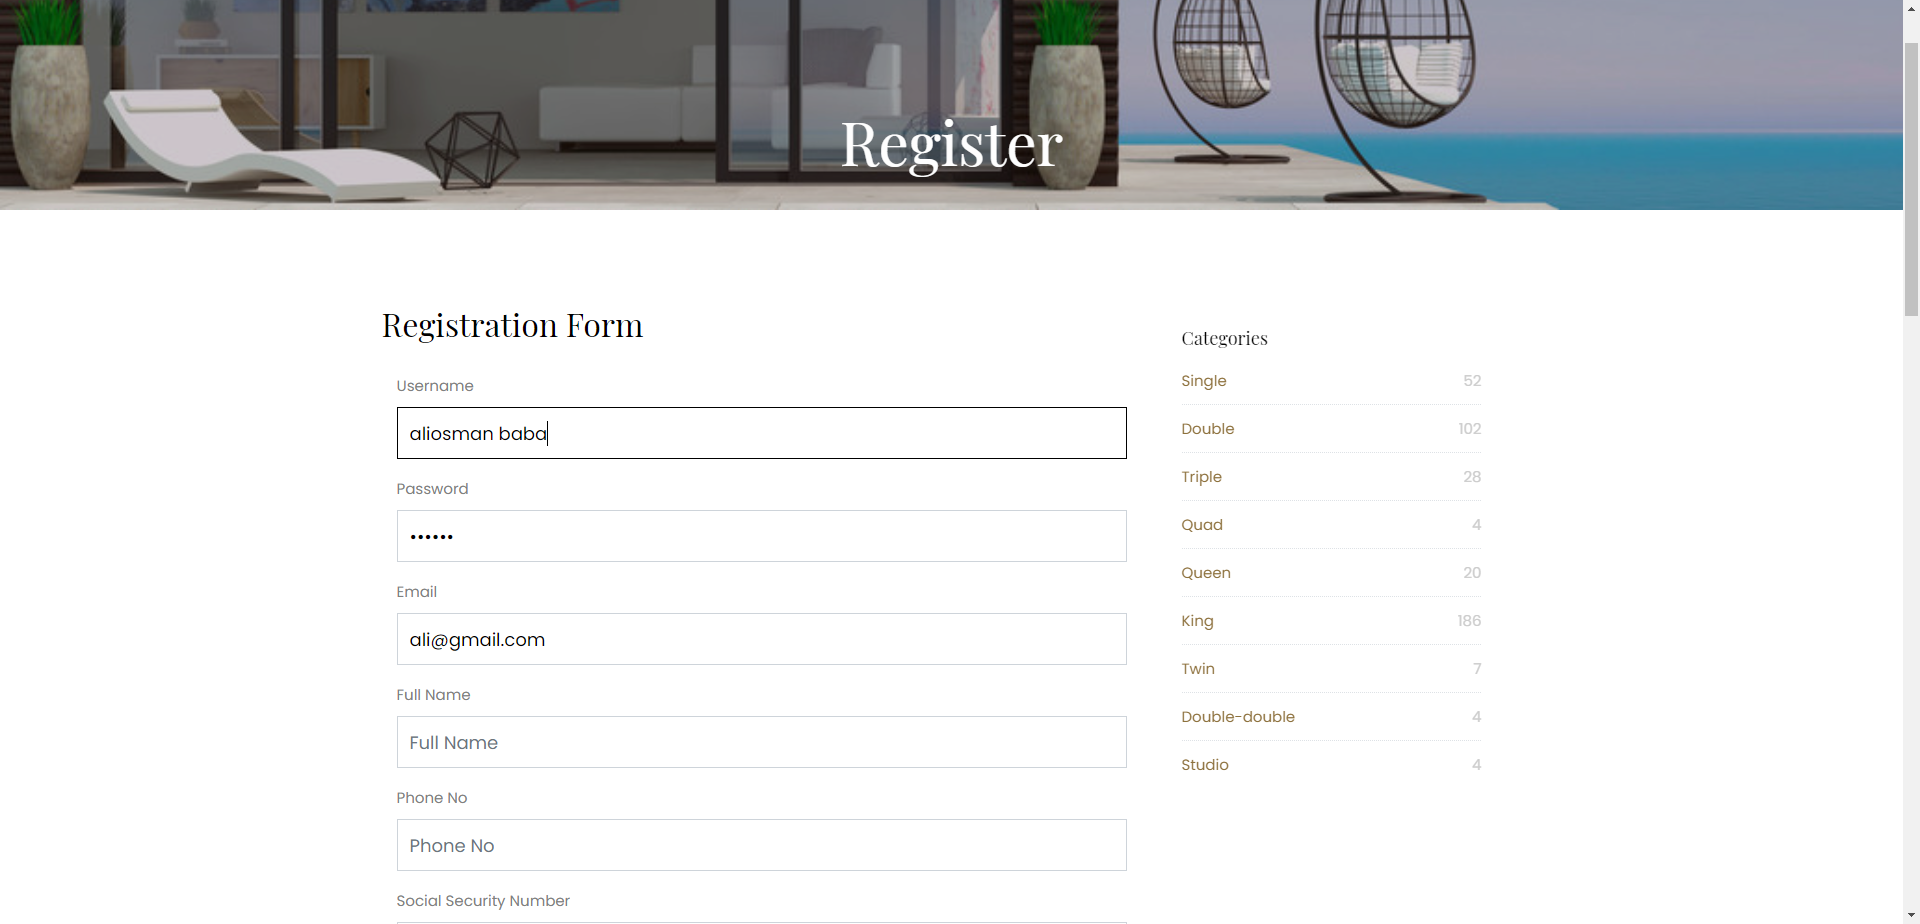 Register
Registration Form
Username
aliosman baba
Password
••••••
Email
ali@gmail.com
Full Name
Full Name
Phone No
Phone No
Social Security Number
Categories
Single 52
Double 102
Triple 28
Quad 4
Queen 20
King 186
Twin 7
Double-double 4
Studio 4